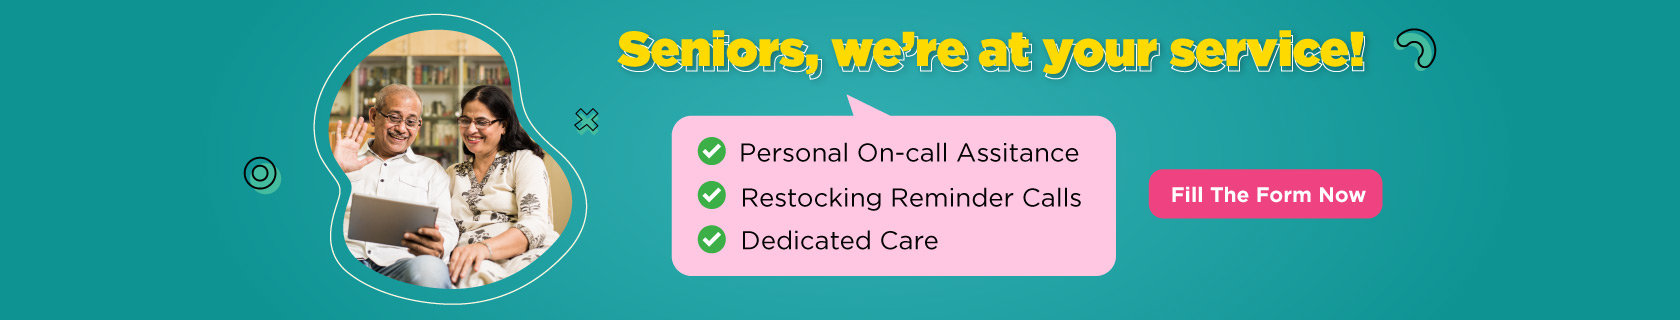 Seniors, we're at your service!
Personal On-call Assitance
Restocking Reminder Calls
Dedicated Care
Fill The Form Now